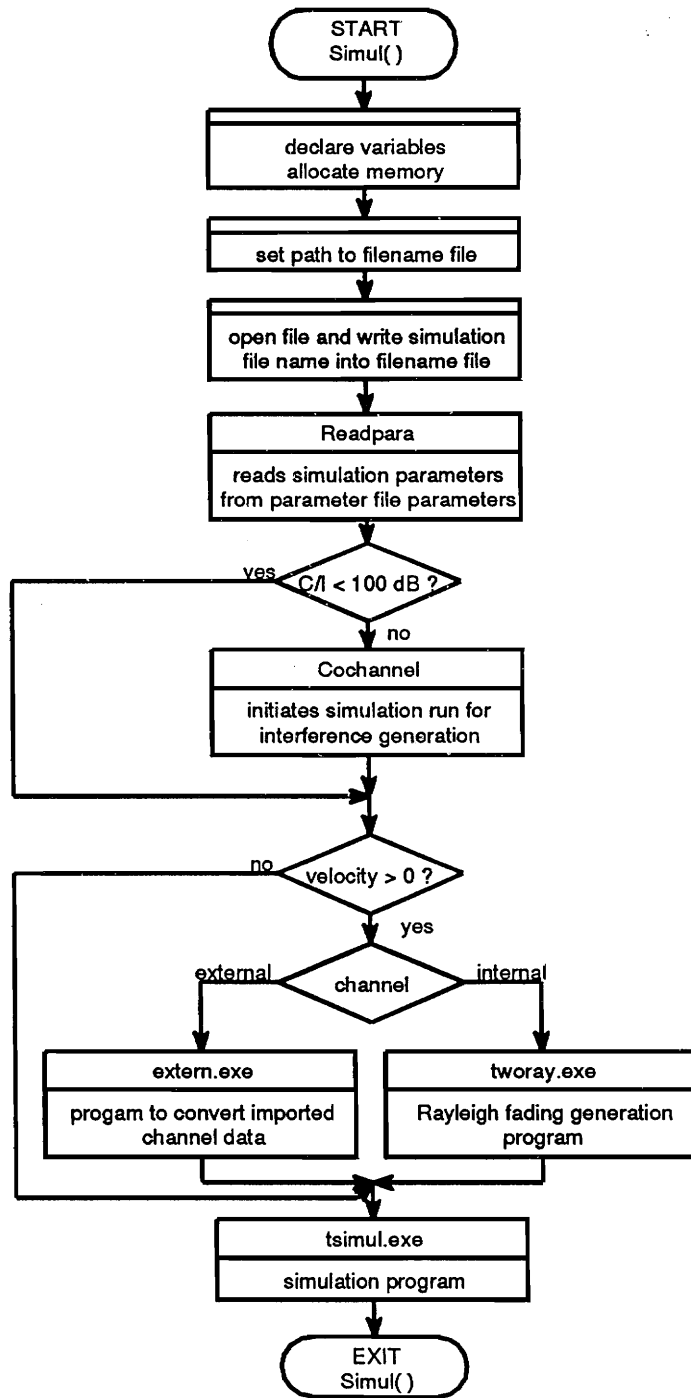 START
Simul( )
declare variables
allocate memory
set path to filename file
open file and write simulation
file name into filename file
Readpara
reads simulation parameters
from parameter file parameters
yes
C/I < 100 dB ?
no
Cochannel
initiates simulation run for
interference generation
no
velocity > 0 ?
yes
external
channel
internal
extern.exe
progam to convert imported
channel data
tworay.exe
Rayleigh fading generation
program
tsimul.exe
simulation program
EXIT
Simul( )